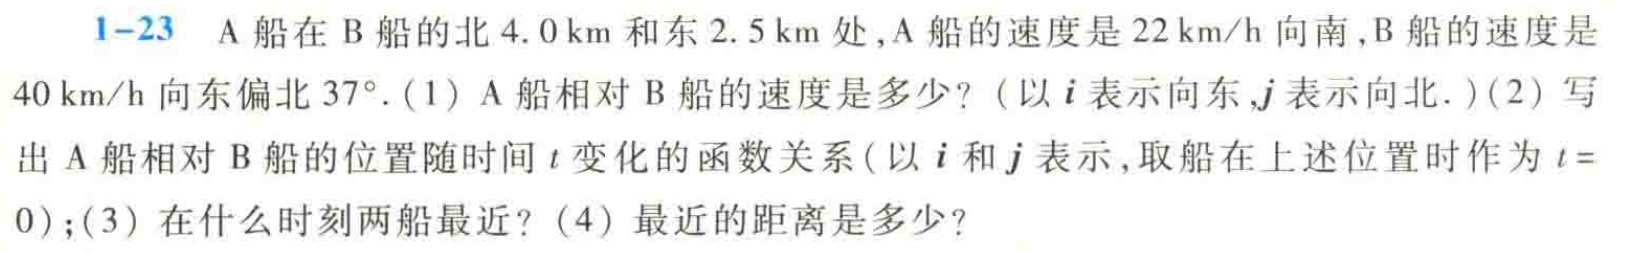 1-23 A 船在 B 船的北 4.0 km 和东 2.5 km 处,A 船的速度是 22 km/h 向南,B 船的速度是
40 km/h 向东偏北 37°.(1) A 船相对 B 船的速度是多少?(以 i 表示向东,j 表示向北.)(2) 写
出 A 船相对 B 船的位置随时间 t 变化的函数关系(以 i 和 j 表示,取船在上述位置时作为 t =
0);(3) 在什么时刻两船最近?(4) 最近的距离是多少?